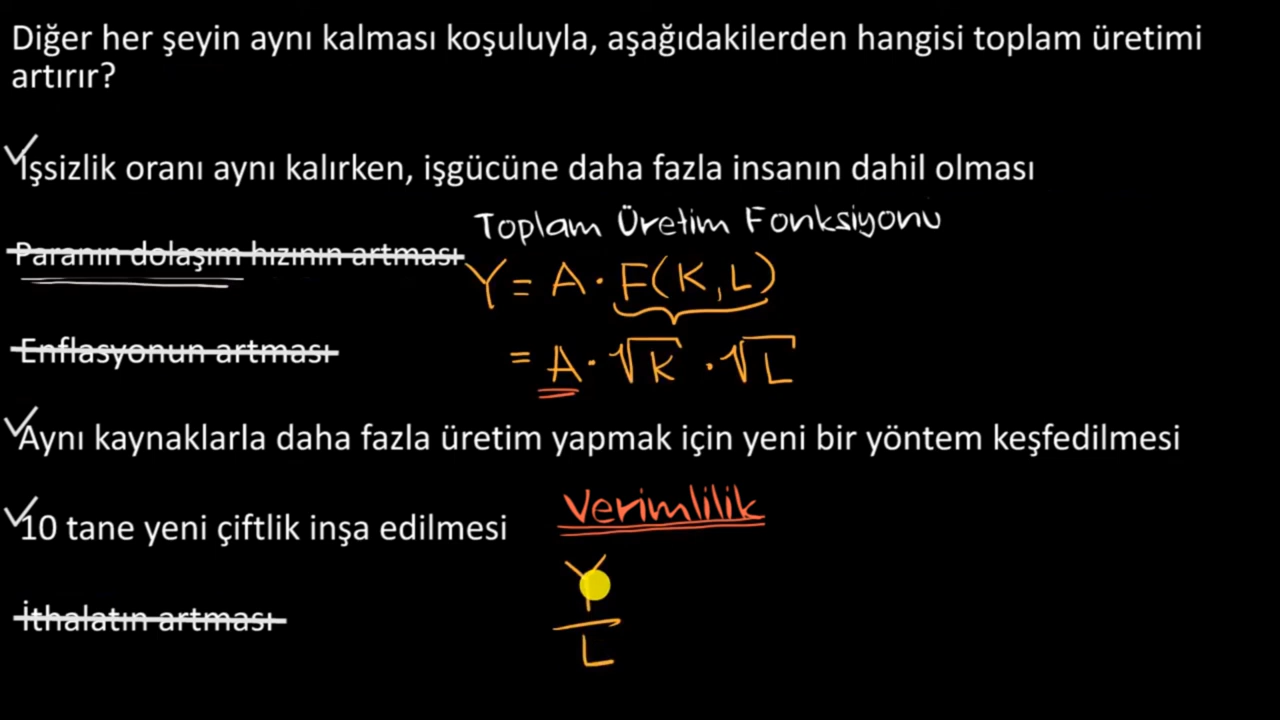 Diğer her şeyin aynı kalması koşuluyla, aşağıdakilerden hangisi toplam üretimi
artırır?
İşsizlik oranı aynı kalırken, işgücüne daha fazla insanın dahil olması
Toplam Üretim Fonksiyonu
Paranın dolaşım hızının artması
Y = A · F(K, L)
Enflasyonun artması
= A · √K · √L
Aynı kaynaklarla daha fazla üretim yapmak için yeni bir yöntem keşfedilmesi
Verimlilik
10 tane yeni çiftlik inşa edilmesi
Y
İthalatın artması
L